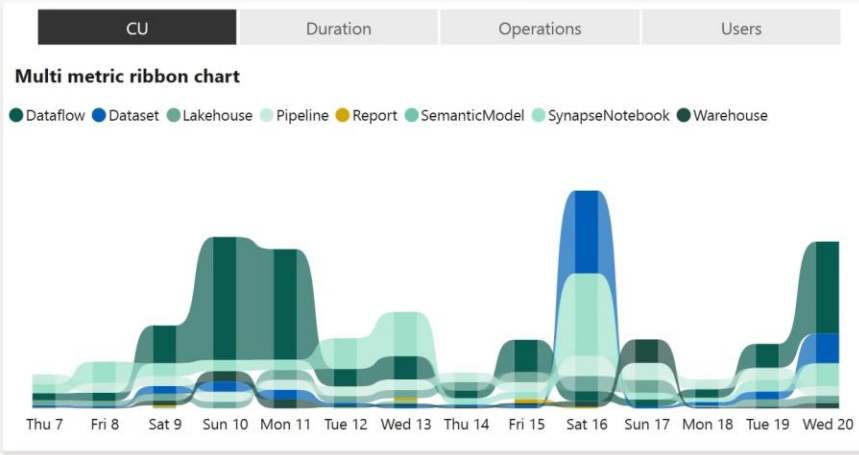 CU Duration Operations Users
Multi metric ribbon chart
Dataflow Dataset Lakehouse Pipeline Report SemanticModel SynapseNotebook Warehouse
Thu 7 Fri 8 Sat 9 Sun 10 Mon 11 Tue 12 Wed 13 Thu 14 Fri 15 Sat 16 Sun 17 Mon 18 Tue 19 Wed 20